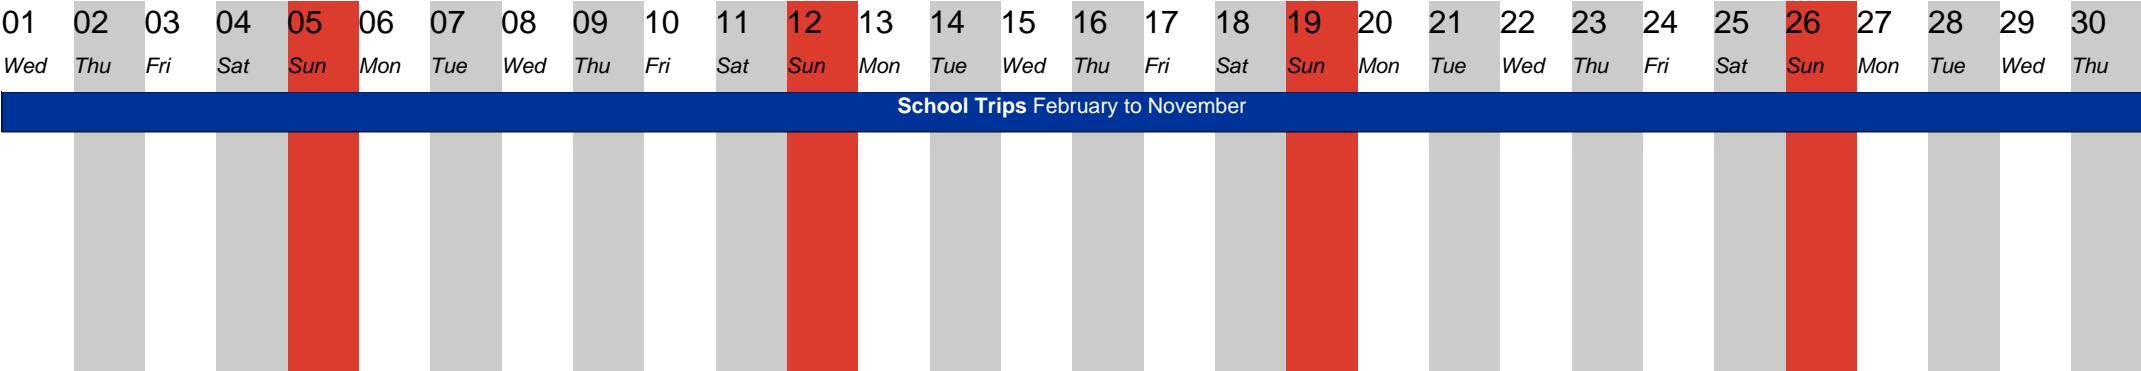 01 02 03 04 05 06 07 08 09 10 11 12 13 14 15 16 17 18 19 20 21 22 23 24 25 26 27 28 29 30
Wed Thu Fri Sat Sun Mon Tue Wed Thu Fri Sat Sun Mon Tue Wed Thu Fri Sat Sun Mon Tue Wed Thu Fri Sat Sun Mon Tue Wed Thu
School Trips February to November